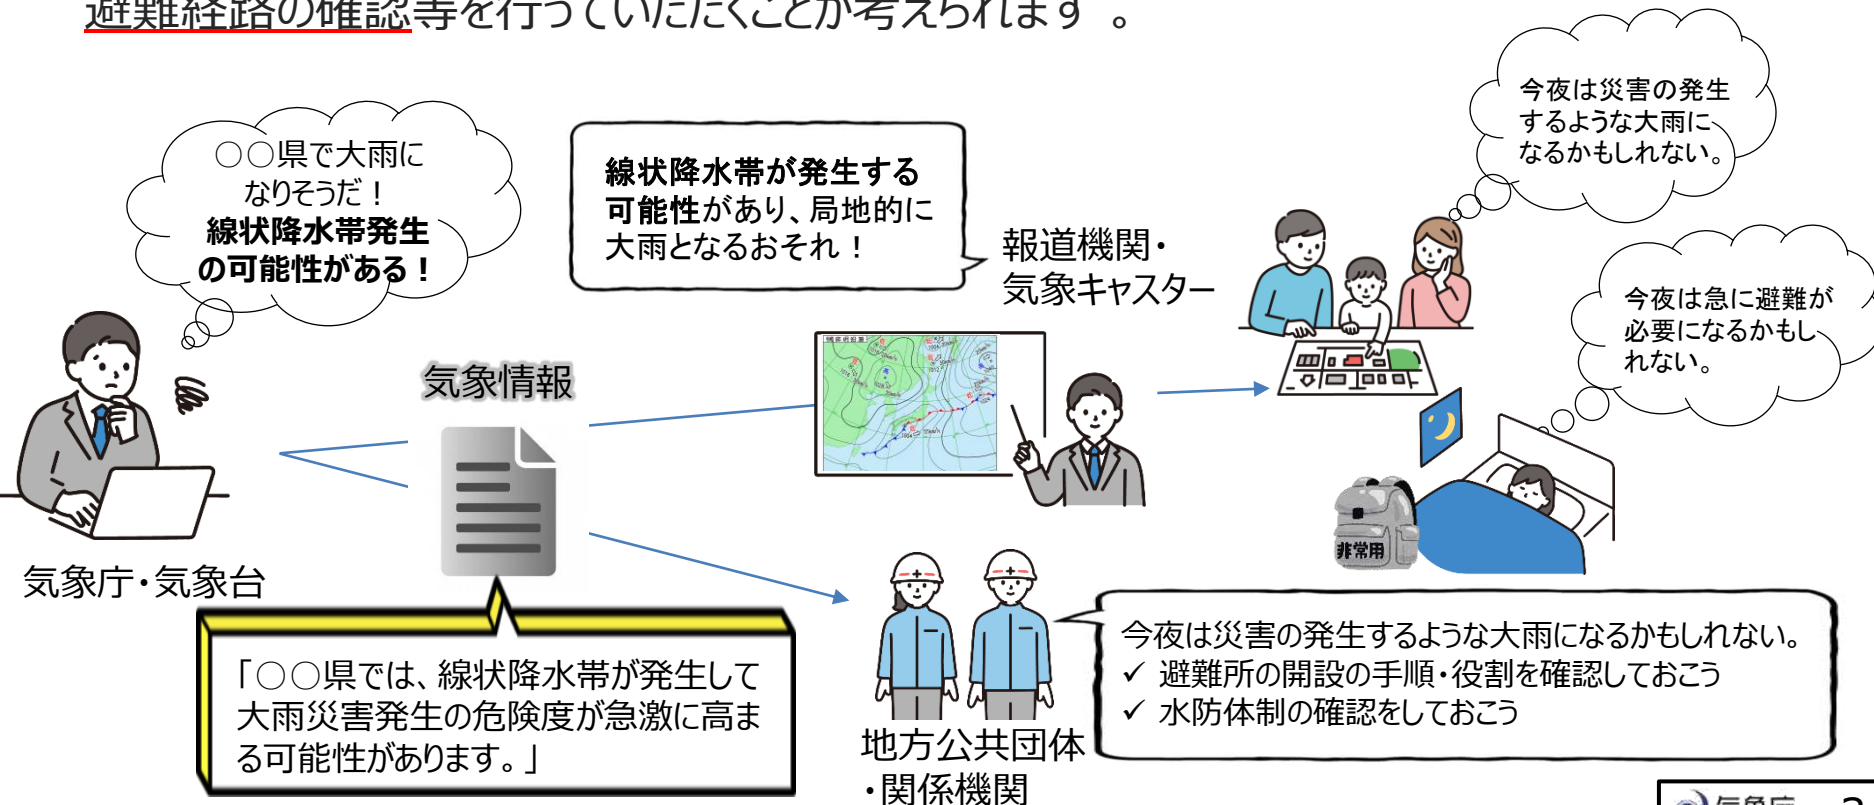 避難経路の確認等を行っていただくことが考えられます 。
○○県で大雨に
なりそうだ！
線状降水帯発生
の可能性がある！
線状降水帯が発生する
可能性があり、局地的に
大雨となるおそれ！
報道機関・
気象キャスター
今夜は災害の発生
するような大雨に
なるかもしれない。
今夜は急に避難が
必要になるかもし
れない。
気象情報
非常用
気象庁・気象台
「○○県では、線状降水帯が発生して
大雨災害発生の危険度が急激に高ま
る可能性があります。」
地方公共団体
・関係機関
今夜は災害の発生するような大雨になるかもしれない。
✓ 避難所の開設の手順・役割を確認しておこう
✓ 水防体制の確認をしておこう
気象庁